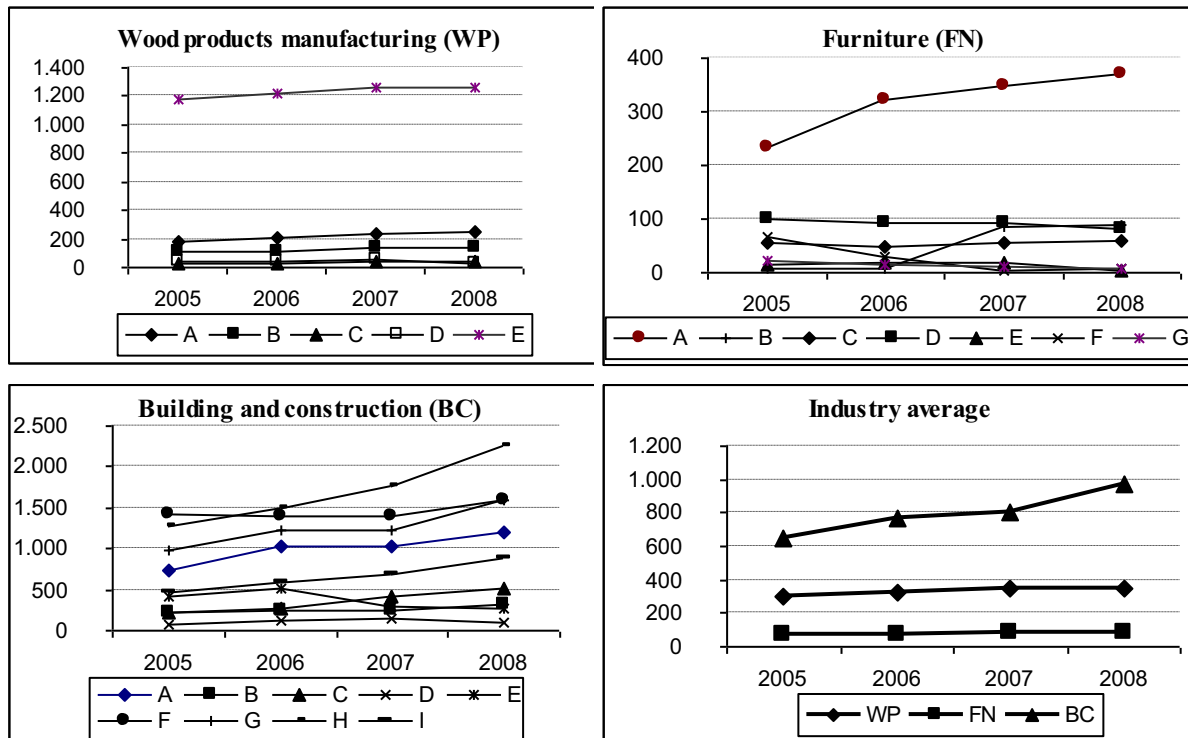 Wood products manufacturing (WP)
1.400
1.200
1.000
800
600
400
200
0
2005 2006 2007 2008
A B C D E
Furniture (FN)
400
300
200
100
0
2005 2006 2007 2008
A B C D E F G
Building and construction (BC)
2.500
2.000
1.500
1.000
500
0
2005 2006 2007 2008
A B C D E
F G H I
Industry average
1.200
1.000
800
600
400
200
0
2005 2006 2007 2008
WP FN BC